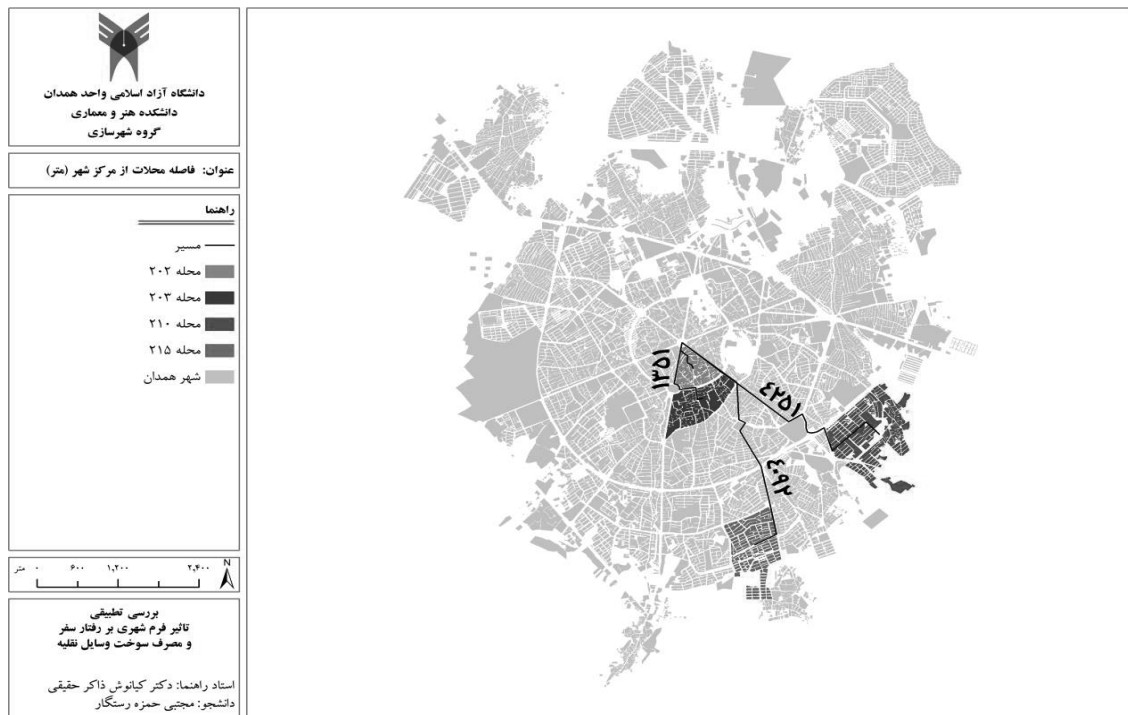 دانشگاه آزاد اسلامی واحد همدان
دانشکده هنر و معماری
گروه شهرسازی
عنوان: فاصله محلات از مرکز شهر (متر)
راهنما
مسیر
محله ۲۰۲
محله ۲۰۳
محله ۲۱۰
محله ۲۱۵
شهر همدان
N
متر ۰ ۶۰۰ ۱,۲۰۰ ۲,۴۰۰
بررسی تطبیقی
تاثیر فرم شهری بر رفتار سفر
و مصرف سوخت وسایل نقلیه
استاد راهنما: دکتر کیانوش ذاکر حقیقی
دانشجو: مجتبی حمزه رستگار
۱۳۵۱
۴۲۵۱
۴۰۹۲